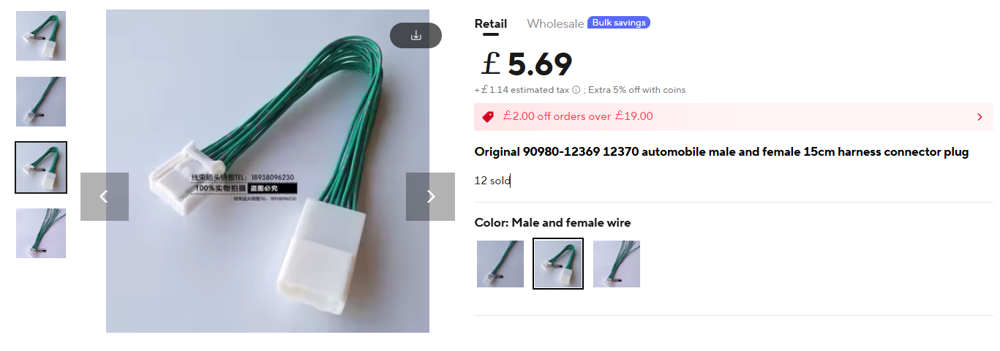 Retail Wholesale Bulk savings
£5.69
+£1.14 estimated tax ; Extra 5% off with coins
£2.00 off orders over £19.00
Original 90980-12369 12370 automobile male and female 15cm harness connector plug
12 sold
Color: Male and female wire
线束插头销售TEL: 18938096230
100%实物拍摄 盗图必究
线束插头销售TEL: 18938096230